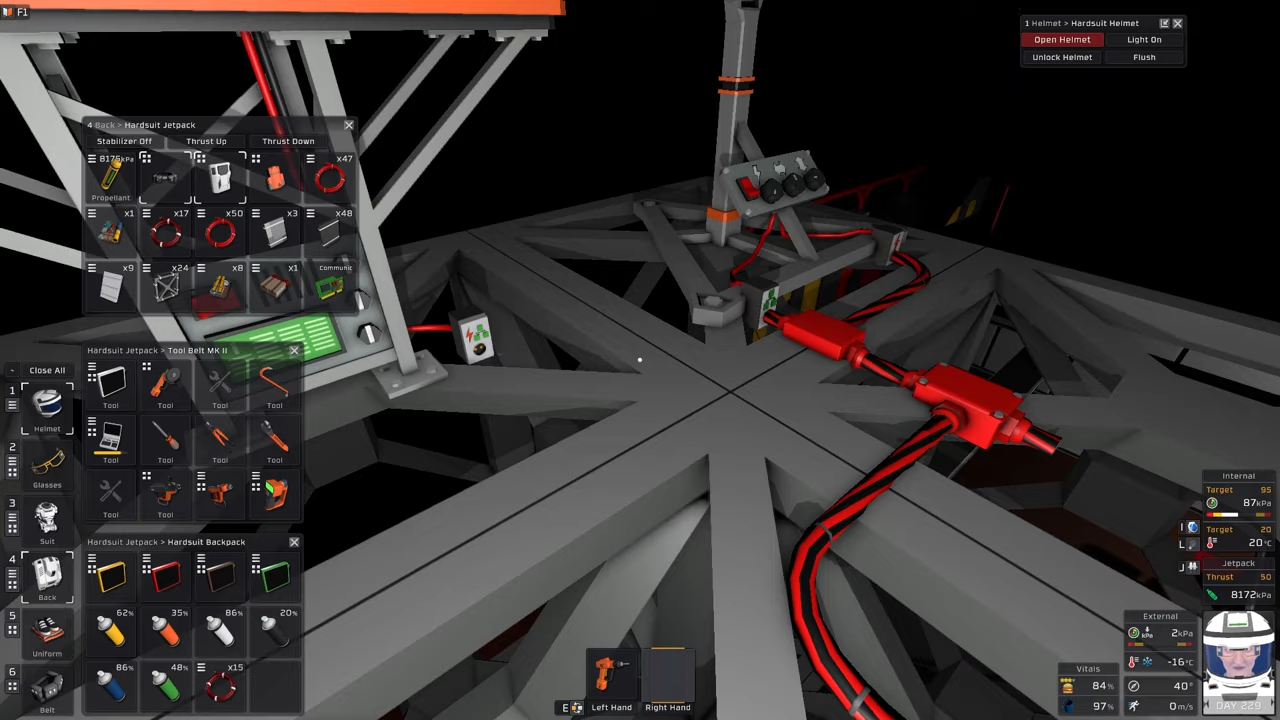 F1
1 Helmet > Hardsuit Helmet
Open Helmet
Light On
Unlock Helmet
Flush
4 Back > Hardsuit Jetpack
Stabilizer Off
Thrust Up
Thrust Down
8175kPa
x47
Propellant
x1
x17
x50
x3
x48
x9
x24
x8
x1
Communic
Hardsuit Jetpack > Tool Belt MK II
Tool
Tool
Tool
Tool
Tool
Tool
Tool
Tool
Tool
Tool
Hardsuit Jetpack > Hardsuit Backpack
62%
35%
86%
20%
86%
48%
x15
Close All
1
Helmet
2
Glasses
3
Suit
4
Back
5
Uniform
6
Belt
E
Left Hand
Right Hand
Internal
Target 95
87kPa
Target 20
20°C
Jetpack
Thrust 50
8172kPa
I
L
J
External
kPa
2kPa
-16°C
40°
0m/s
Vitals
84%
97%
DAY 229